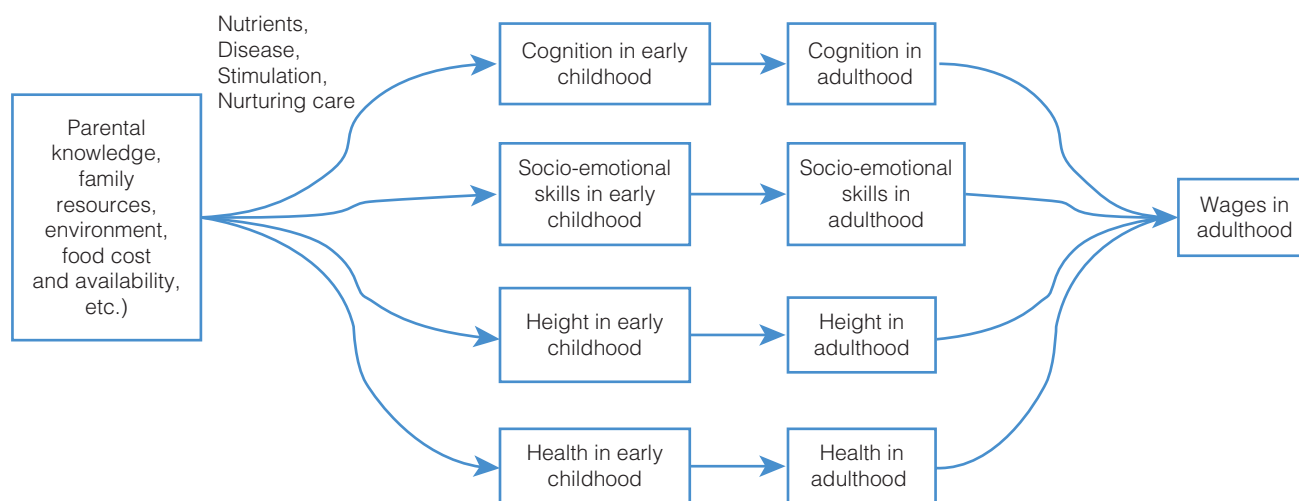 Nutrients,
Disease,
Stimulation,
Nurturing care
Parental
knowledge,
family
resources,
environment,
food cost
and availability,
etc.)
Cognition in early
childhood
Cognition in
adulthood
Socio-emotional
skills in early
childhood
Socio-emotional
skills in
adulthood
Height in early
childhood
Height in
adulthood
Health in early
childhood
Health in
adulthood
Wages in
adulthood